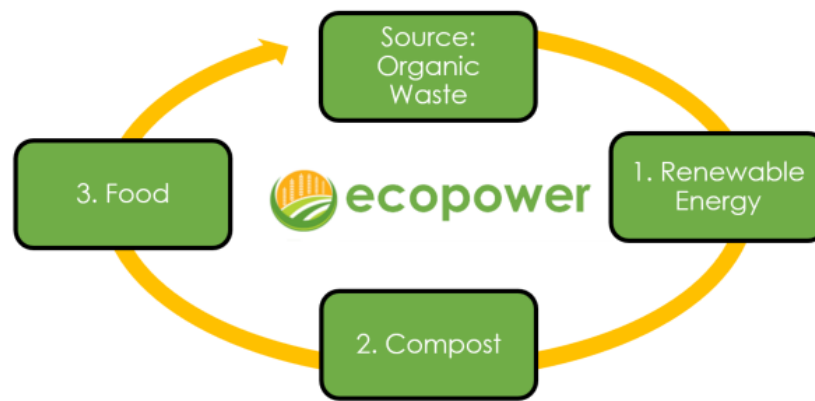 Source:
Organic
Waste
1. Renewable
Energy
2. Compost
3. Food
ecopower